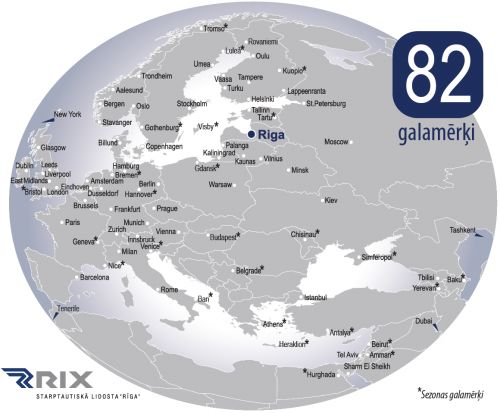 82
galamērķi
Tromso*
Rovaniemi
Lulea*
Oulu
Umea
Kuopio*
Trondheim
Vaasa
Tampere
Aalesund
Turku
Lappeenranta
Bergen
Oslo
Stockholm
Helsinki
St.Petersburg
Tallinn
Tartu*
Stavanger
Gothenburg*
Visby*
Riga
Billund
Copenhagen
Palanga
Moscow
New York
Glasgow
Kaliningrad
Kaunas
Vilnius
Dublin
Leeds
Hamburg
Gdansk*
Minsk
Liverpool
Bremen*
East Midlands
Amsterdam
Berlin
Warsaw
*Bristol
London
Eindhoven
Dusseldorf
Hannover*
Brussels
Frankfurt
Prague
Kiev
Paris
Munich
Zurich
Vienna
Geneva*
Innsbruck
Budapest*
Chisinau*
Tashkent
Venice*
Milan
Simferopol*
Nice*
Barcelona
Belgrade*
Tbilisi
Baku*
Yerevan*
Rome
Bari
*
Istanbul
Tenerife
Athens*
Antalya*
Dubai
Heraklion*
Beirut*
Tel Aviv
Amman*
*Hurghada
Sharm El Sheikh
RIX
STARPTAUTISKĀ LIDOSTA "RĪGA"
*Sezonas galamērķi